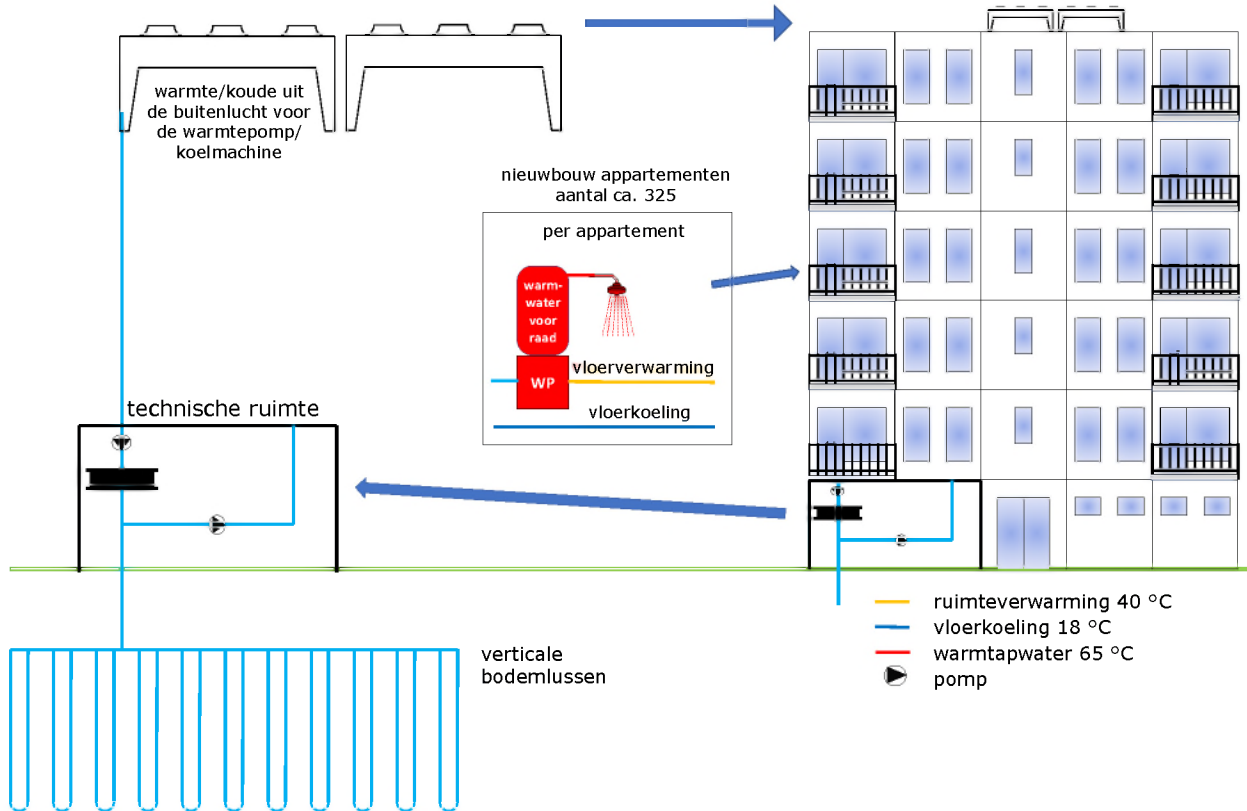 warmte/koude uit
de buitenlucht voor
de warmtepomp/
koelmachine
nieuwbouw appartementen
aantal ca. 325
per appartement
warm-
water
voor
raad
WP
vloerverwarming
vloerkoeling
technische ruimte
verticale
bodemlussen
ruimteverwarming 40 °C
vloerkoeling 18 °C
warmtapwater 65 °C
pomp